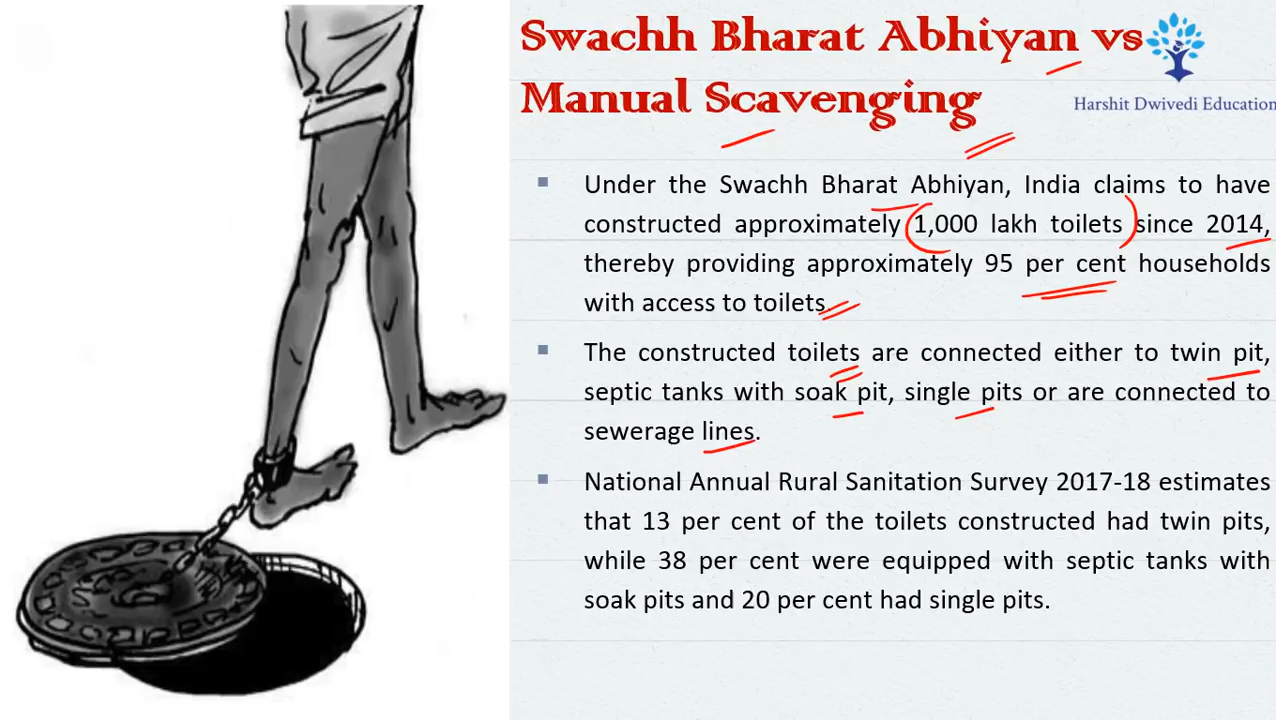 Swachh Bharat Abhiyan vs
Manual Scavenging
Harshit Dwivedi Education
Under the Swachh Bharat Abhiyan, India claims to have
constructed approximately 1,000 lakh toilets since 2014,
thereby providing approximately 95 per cent households
with access to toilets.
The constructed toilets are connected either to twin pit,
septic tanks with soak pit, single pits or are connected to
sewerage lines.
National Annual Rural Sanitation Survey 2017-18 estimates
that 13 per cent of the toilets constructed had twin pits,
while 38 per cent were equipped with septic tanks with
soak pits and 20 per cent had single pits.